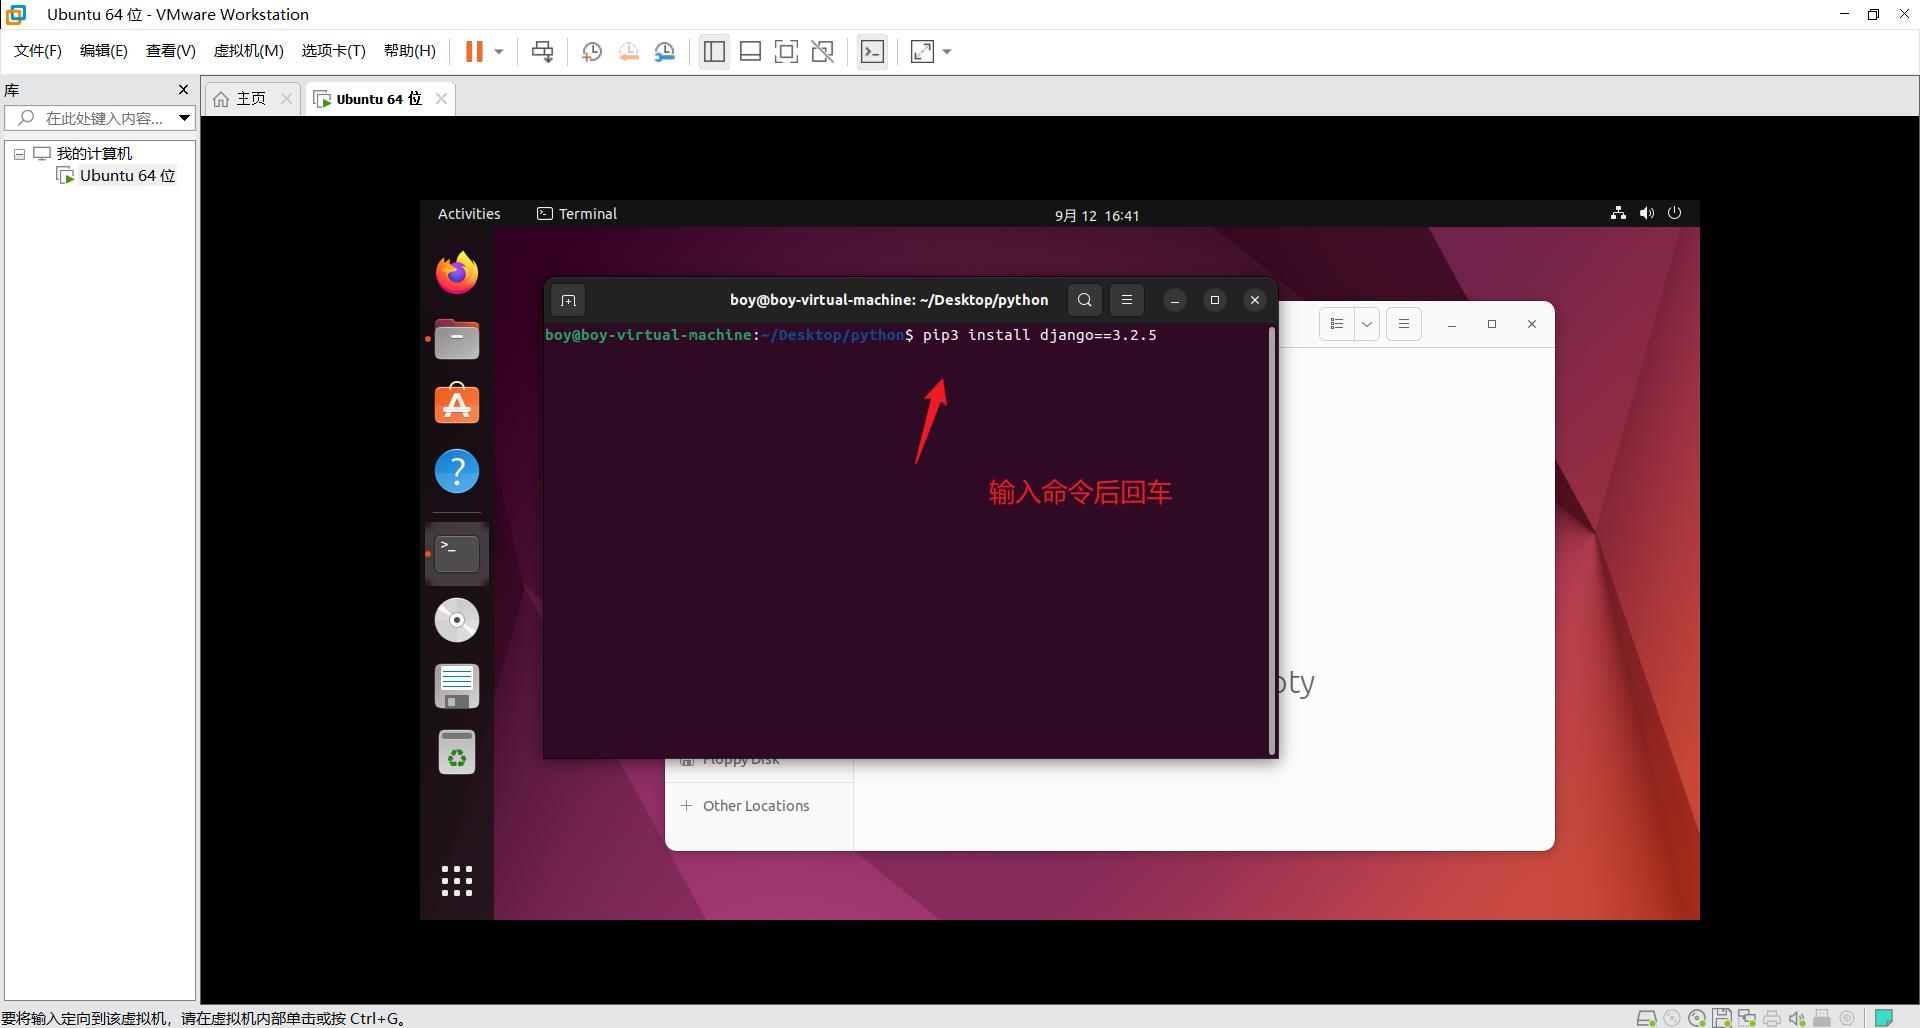 Ubuntu 64 位 - VMware Workstation
文件(F) 编辑(E) 查看(V) 虚拟机(M) 选项卡(T) 帮助(H)
库
主页
Ubuntu 64 位
在此处键入内容...
我的计算机
Ubuntu 64 位
Activities
Terminal
9月 12 16:41
boy@boy-virtual-machine: ~/Desktop/python
boy@boy-virtual-machine:~/Desktop/python$ pip3 install django==3.2.5
输入命令后回车
pty
Floppy Disk
Other Locations
要将输入定向到该虚拟机，请在虚拟机内部单击或按 Ctrl+G。